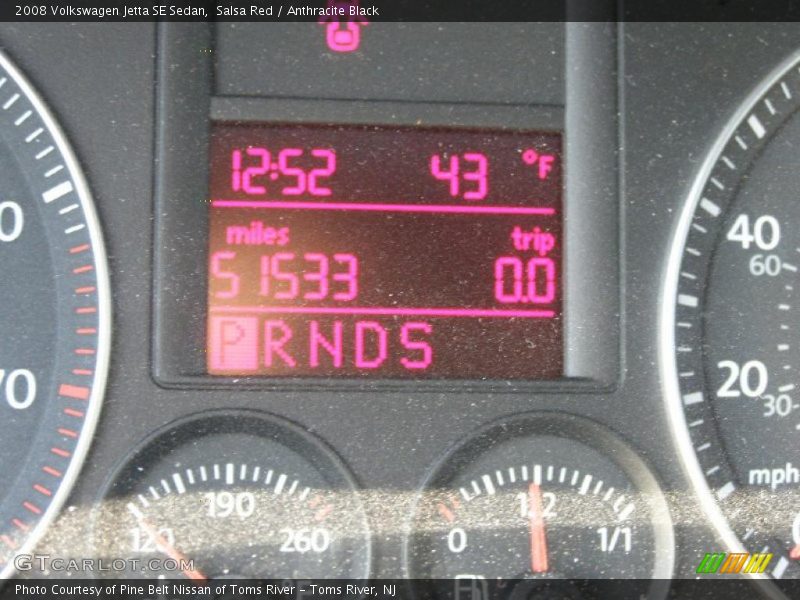 2008 Volkswagen Jetta SE Sedan, Salsa Red / Anthracite Black
12:52 43 °F
miles trip
51533 0.0
P R N D S
40
60
20
30
mph
70
190
120 260
1/2
0 1/1
GTCARLOT.COM
Photo Courtesy of Pine Belt Nissan of Toms River - Toms River, NJ